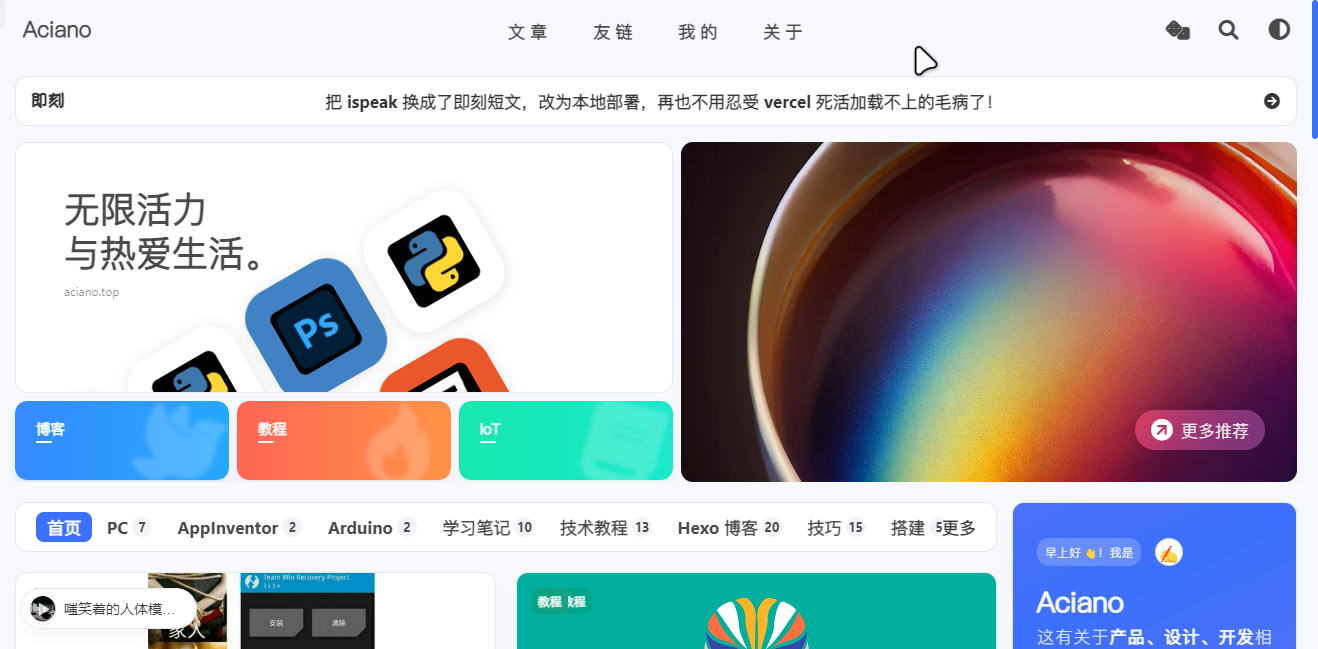 Aciano
文章 友链 我的 关于
即刻
把 ispeak 换成了即刻短文，改为本地部署，再也不用忍受 vercel 死活加载不上的毛病了！
无限活力
与热爱生活。
aciano.top
Ps
更多推荐
博客
教程
IoT
首页 PC 7 AppInventor 2 Arduino 2 学习笔记 10 技术教程 13 Hexo 博客 20 技巧 15 搭建 5 更多
早上好 👋！ 我是
Aciano
这有关于产品、设计、开发相
Team Win Recovery Project
安装
清除
家人
嗤笑着的人体模...
教程
教程